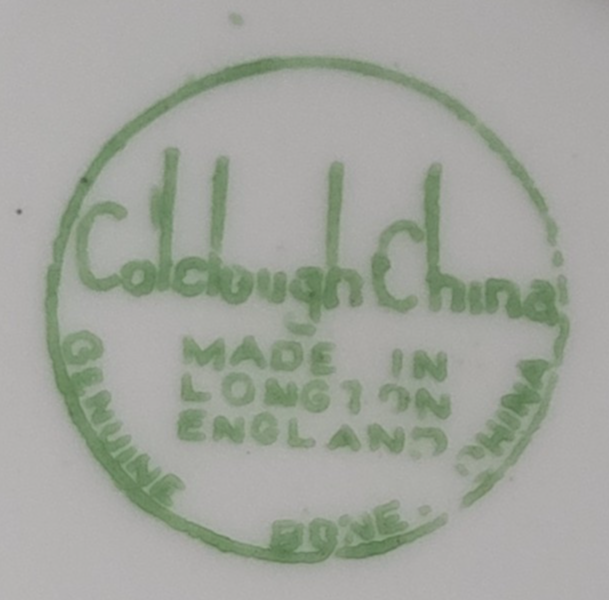 Colclough China
MADE IN
LONGTON
ENGLAND
GENUINE BONE CHINA